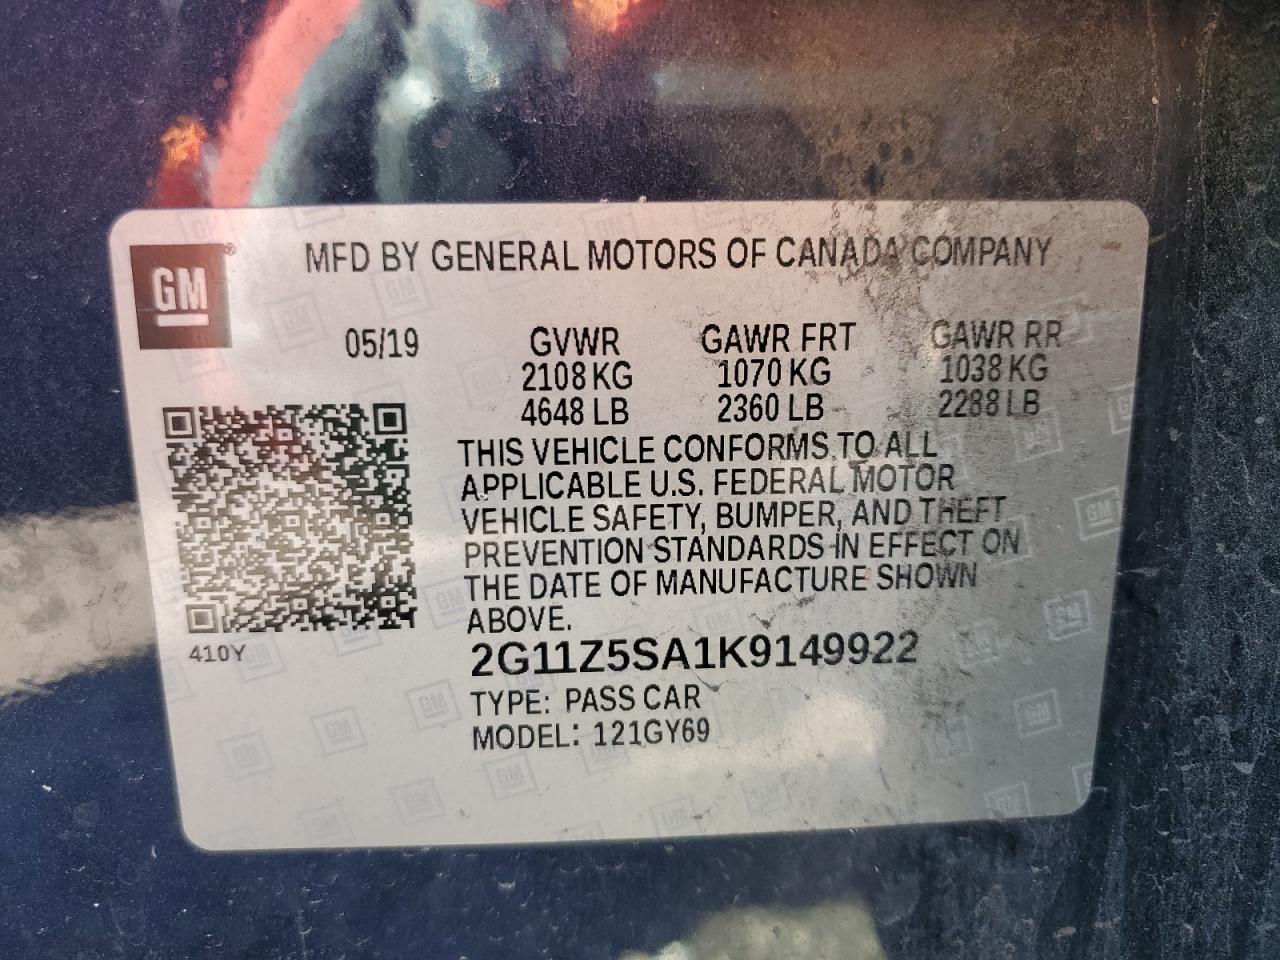 GM
MFD BY GENERAL MOTORS OF CANADA COMPANY
05/19 GVWR GAWR FRT GAWR RR
2108 KG 1070 KG 1038 KG
4648 LB 2360 LB 2288 LB
THIS VEHICLE CONFORMS TO ALL
APPLICABLE U.S. FEDERAL MOTOR
VEHICLE SAFETY, BUMPER, AND THEFT
PREVENTION STANDARDS IN EFFECT ON
THE DATE OF MANUFACTURE SHOWN
ABOVE.
410Y
2G11Z5SA1K9149922
TYPE: PASS CAR
MODEL: 121GY69